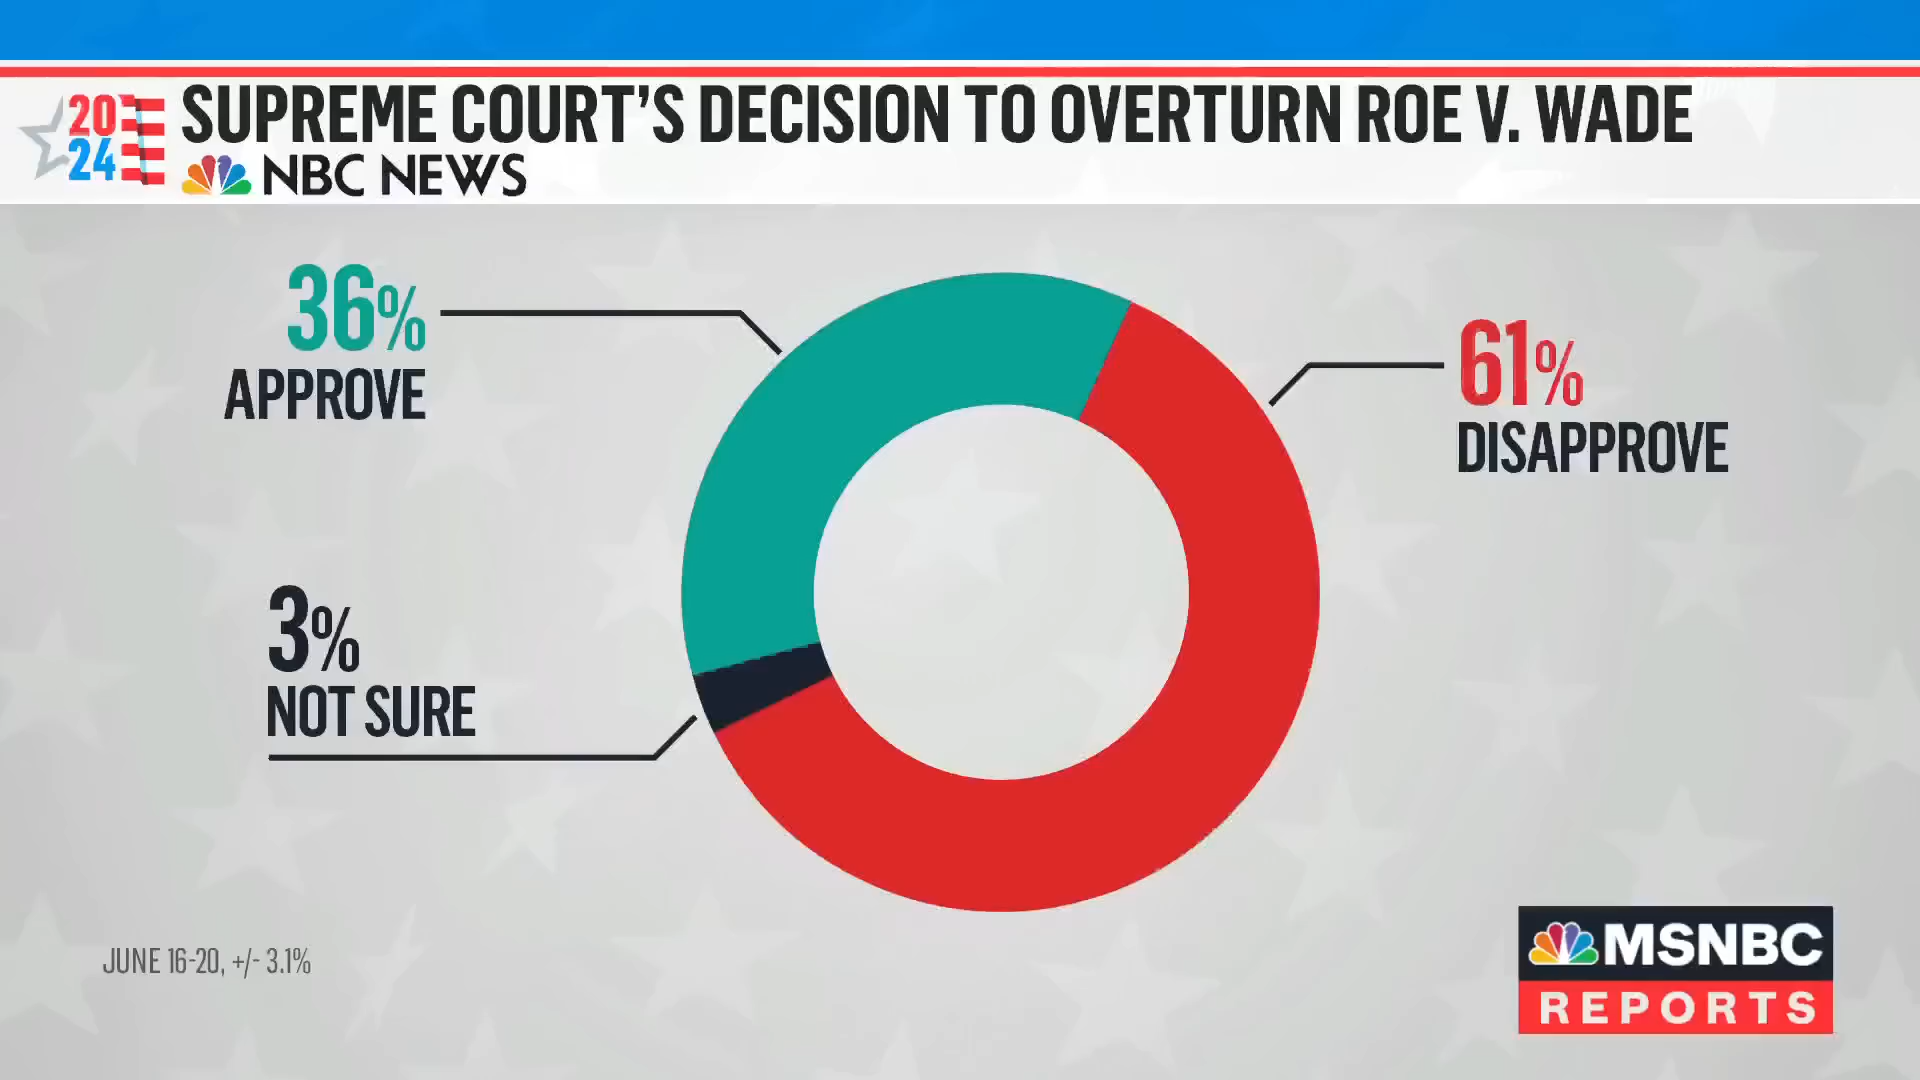 2024
SUPREME COURT'S DECISION TO OVERTURN ROE V. WADE
NBC NEWS
36%
APPROVE
61%
DISAPPROVE
3%
NOT SURE
JUNE 16-20, +/- 3.1%
MSNBC
REPORTS